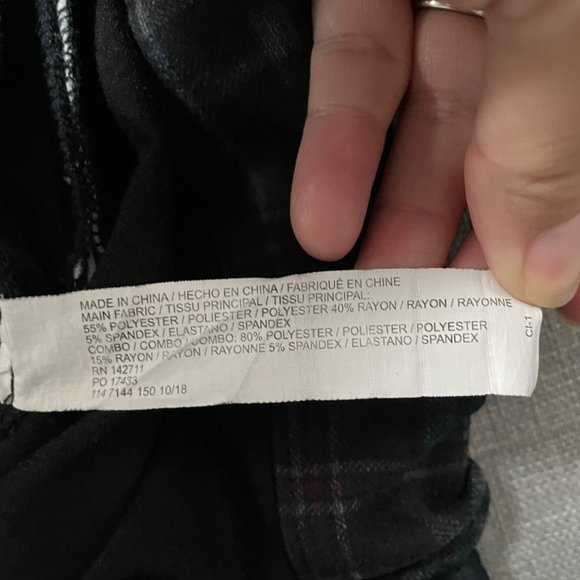 MADE IN CHINA / HECHO EN CHINA / FABRIQUÉ EN CHINE
MAIN FABRIC / TISSU PRINCIPAL / TISSU PRINCIPAL:
55% POLYESTER / POLIESTER / POLYESTER 40% RAYON / RAYON / RAYONNE
5% SPANDEX / ELASTANO / SPANDEX
COMBO / COMBO / COMBO: 80% POLYESTER / POLIESTER / POLYESTER
15% RAYON / RAYON / RAYONNE 5% SPANDEX / ELASTANO / SPANDEX
RN 142711
PO 17433
114 7144 150 10/18
CI-1